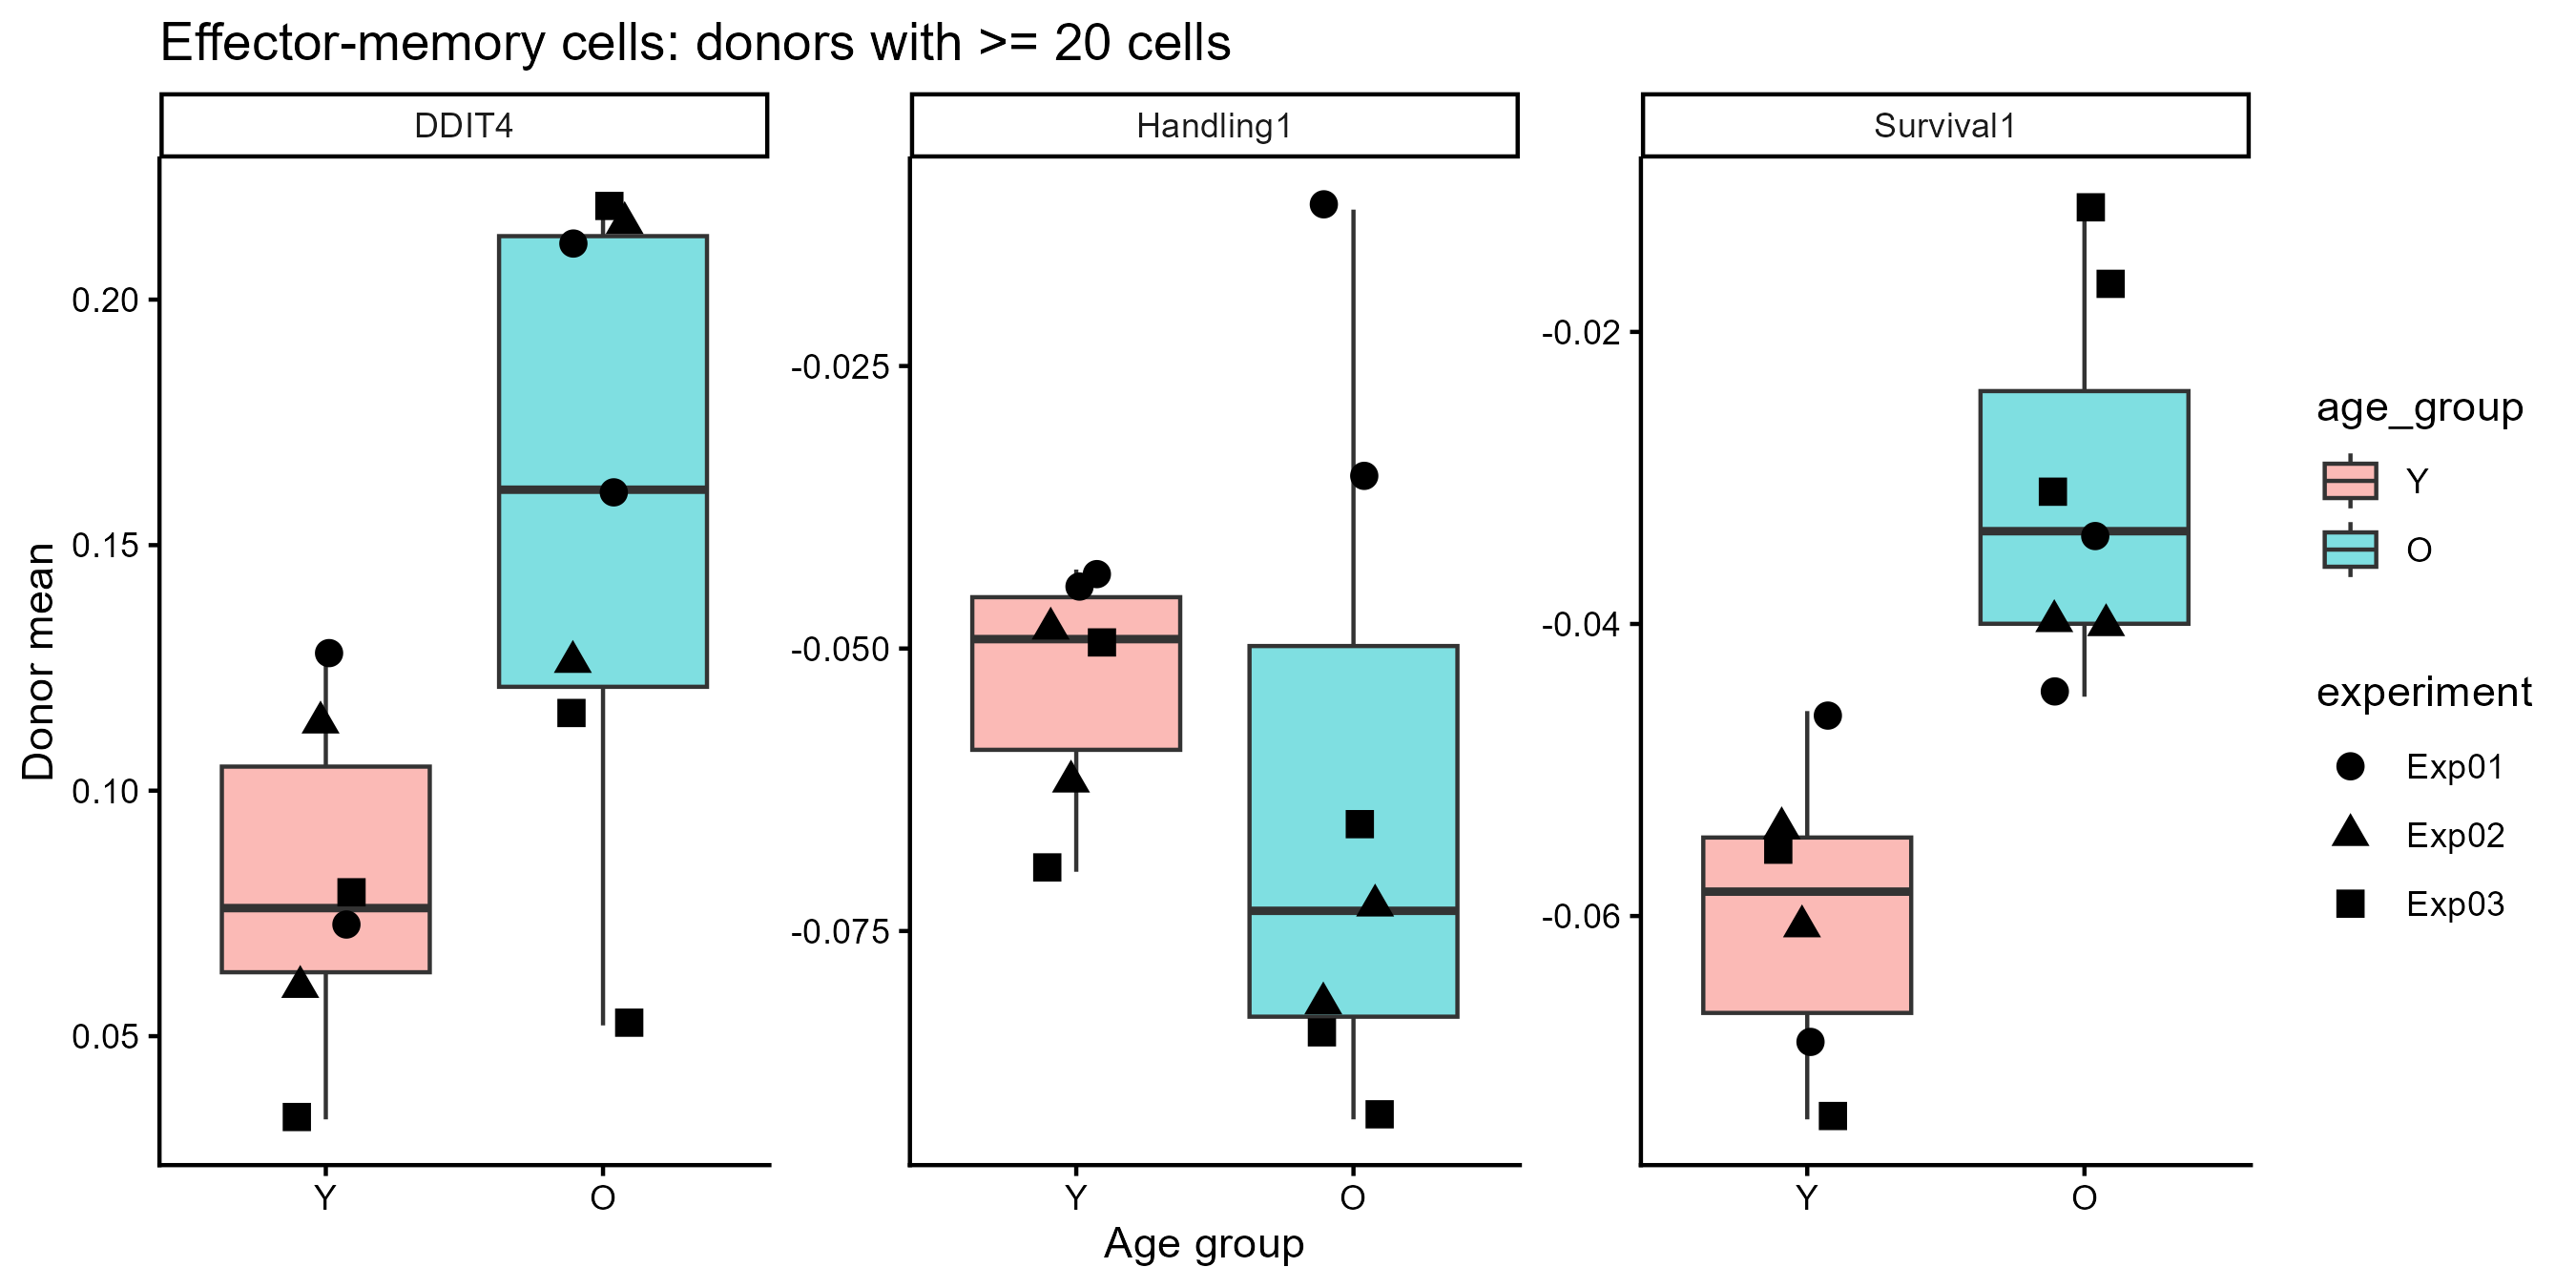 Effector-memory cells: donors with >= 20 cells
DDIT4
Handling1
Survival1
Donor mean
0.20
0.15
0.10
0.05
-0.025
-0.050
-0.075
-0.02
-0.04
-0.06
Y
O
Y
O
Y
O
Age group
age_group
Y
O
experiment
Exp01
Exp02
Exp03